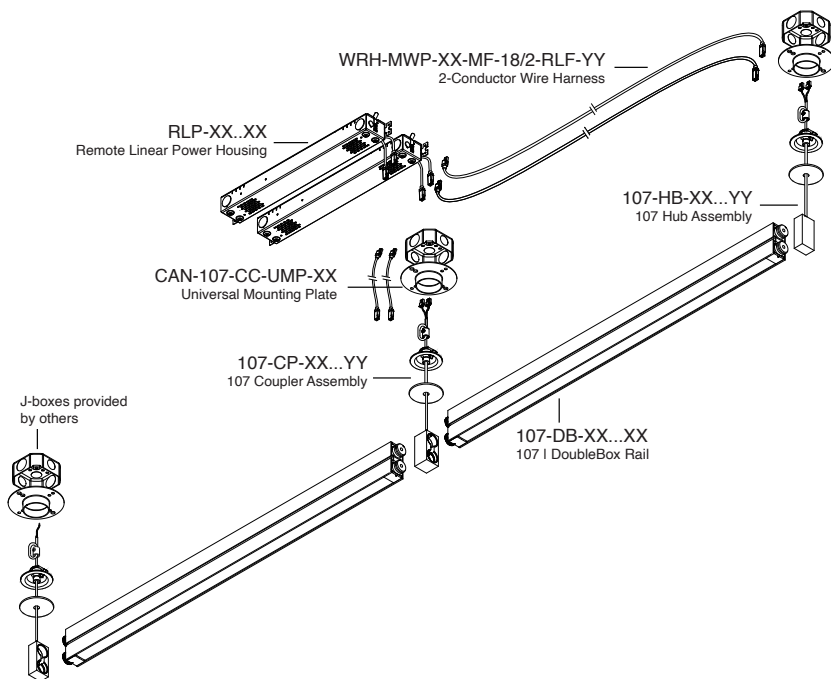 WRH-MWP-XX-MF-18/2-RLF-YY
2-Conductor Wire Harness
RLP-XX..XX
Remote Linear Power Housing
107-HB-XX...YY
107 Hub Assembly
CAN-107-CC-UMP-XX
Universal Mounting Plate
107-CP-XX...YY
107 Coupler Assembly
J-boxes provided
by others
107-DB-XX...XX
107 | DoubleBox Rail